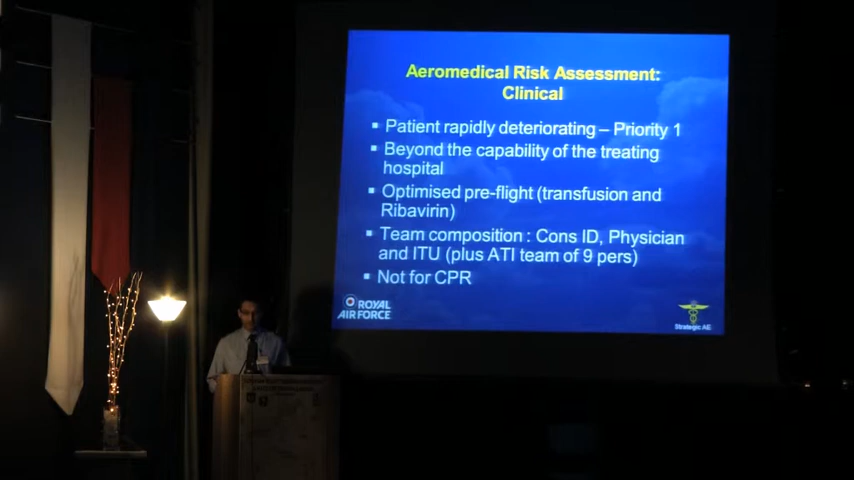 Aeromedical Risk Assessment:
Clinical
▪ Patient rapidly deteriorating – Priority 1
▪ Beyond the capability of the treating
hospital
▪ Optimised pre-flight (transfusion and
Ribavirin)
▪ Team composition : Cons ID, Physician
and ITU (plus ATI team of 9 pers)
▪ Not for CPR
ROYAL
AIR FORCE
Strategic AE